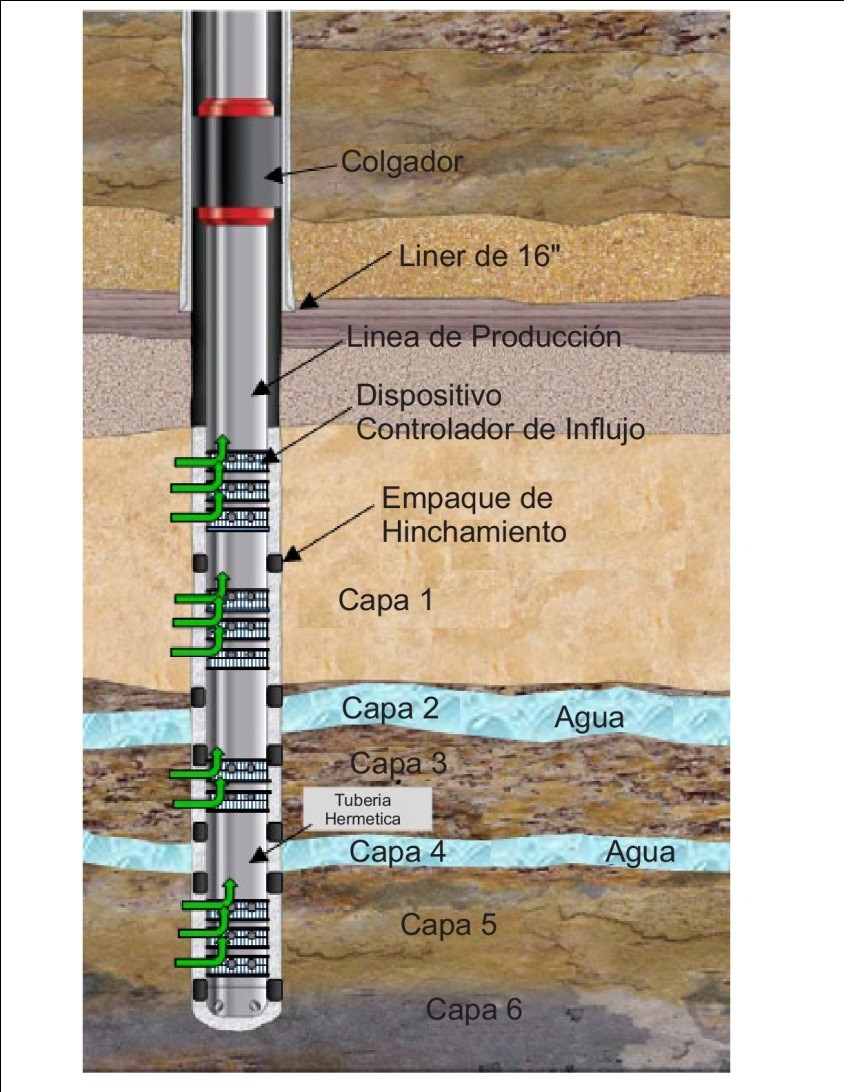 Colgador
Liner de 16"
Linea de Producción
Dispositivo
Controlador de Influjo
Empaque de
Hinchamiento
Capa 1
Capa 2
Agua
Capa 3
Tuberia
Hermetica
Capa 4
Agua
Capa 5
Capa 6